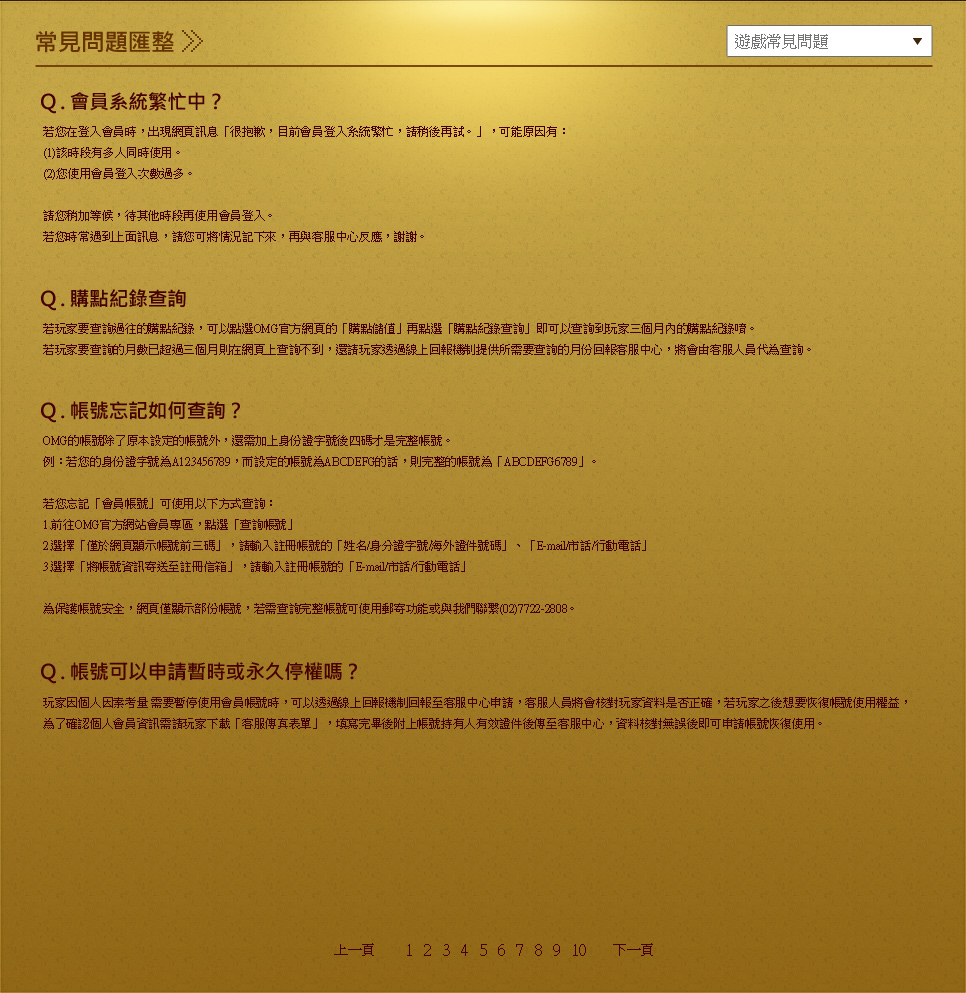 常見問題匯整
遊戲常見問題
Q . 會員系統繁忙中？
若您在登入會員時，出現網頁訊息「很抱歉，目前會員登入系統繁忙，請稍後再試。」，可能原因有：
(1)該時段有多人同時使用。
(2)您使用會員登入次數過多。
請您稍加等候，待其他時段再使用會員登入。
若您時常遇到上面訊息，請您可將情況記下來，再與客服中心反應，謝謝。
Q . 購點紀錄查詢
若玩家要查詢過往的購點紀錄，可以點選OMG官方網頁的「購點儲值」再點選「購點紀錄查詢」即可以查詢到玩家三個月內的購點紀錄唷。
若玩家要查詢的月數已超過三個月則在網頁上查詢不到，還請玩家透過線上回報機制提供所需要查詢的月份回報客服中心，將會由客服人員代為查詢。
Q . 帳號忘記如何查詢？
OMG的帳號除了原本設定的帳號外，還需加上身份證字號後四碼才是完整帳號。
例：若您的身份證字號為A123456789，而設定的帳號為ABCDEFG的話，則完整的帳號為「ABCDEFG6789」。
若您忘記「會員帳號」可使用以下方式查詢：
1.前往OMG官方網站會員專區，點選「查詢帳號」
2.選擇「僅於網頁顯示帳號前三碼」，請輸入註冊帳號的「姓名/身分證字號/海外證件號碼」、「E-mail/市話/行動電話」
3.選擇「將帳號資訊寄送至註冊信箱」，請輸入註冊帳號的「E-mail/市話/行動電話」
為保護帳號安全，網頁僅顯示部份帳號，若需查詢完整帳號可使用郵寄功能或與我們聯繫(02)7722-2808。
Q . 帳號可以申請暫時或永久停權嗎？
玩家因個人因素考量 需要暫停使用會員帳號時，可以透過線上回報機制回報至客服中心申請，客服人員將會核對玩家資料是否正確，若玩家之後想要恢復帳號使用權益，
為了確認個人會員資訊需請玩家下載「客服傳真表單」，填寫完畢後附上帳號持有人有效證件後傳至客服中心，資料核對無誤後即可申請帳號恢復使用。
上一頁 1 2 3 4 5 6 7 8 9 10 下一頁